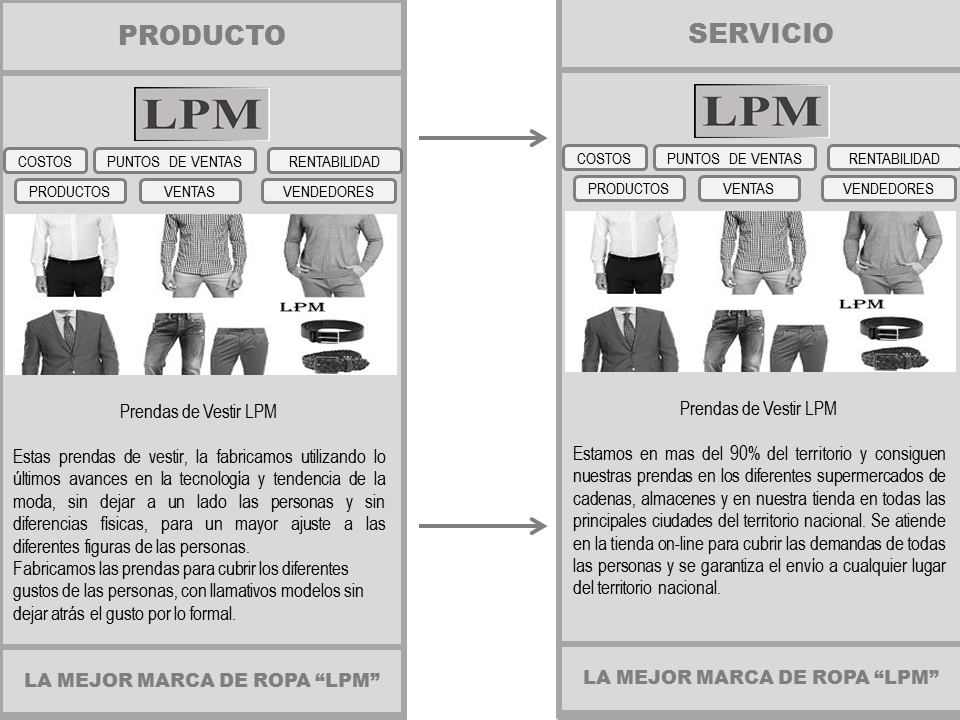 PRODUCTO
LPM
COSTOS
PUNTOS DE VENTAS
RENTABILIDAD
PRODUCTOS
VENTAS
VENDEDORES
LPM
Prendas de Vestir LPM
Estas prendas de vestir, la fabricamos utilizando lo
últimos avances en la tecnología y tendencia de la
moda, sin dejar a un lado las personas y sin
diferencias físicas, para un mayor ajuste a las
diferentes figuras de las personas.
Fabricamos las prendas para cubrir los diferentes
gustos de las personas, con llamativos modelos sin
dejar atrás el gusto por lo formal.
LA MEJOR MARCA DE ROPA “LPM”
SERVICIO
LPM
COSTOS
PUNTOS DE VENTAS
RENTABILIDAD
PRODUCTOS
VENTAS
VENDEDORES
LPM
Prendas de Vestir LPM
Estamos en mas del 90% del territorio y consiguen
nuestras prendas en los diferentes supermercados de
cadenas, almacenes y en nuestra tienda en todas las
principales ciudades del territorio nacional. Se atiende
en la tienda on-line para cubrir las demandas de todas
las personas y se garantiza el envío a cualquier lugar
del territorio nacional.
LA MEJOR MARCA DE ROPA “LPM”